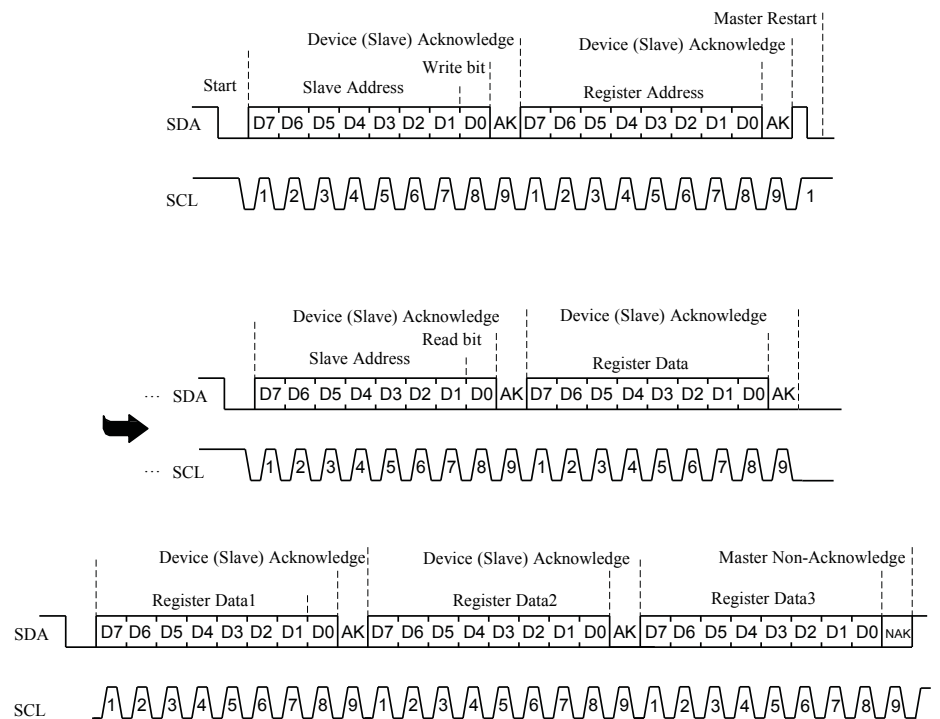 Master Restart
Device (Slave) Acknowledge Device (Slave) Acknowledge
Write bit
Start Slave Address Register Address
SDA D7 D6 D5 D4 D3 D2 D1 D0 AK D7 D6 D5 D4 D3 D2 D1 D0 AK
SCL 1 2 3 4 5 6 7 8 9 1 2 3 4 5 6 7 8 9 1
Device (Slave) Acknowledge Device (Slave) Acknowledge
Read bit
Slave Address Register Data
... SDA D7 D6 D5 D4 D3 D2 D1 D0 AK D7 D6 D5 D4 D3 D2 D1 D0 AK
... SCL 1 2 3 4 5 6 7 8 9 1 2 3 4 5 6 7 8 9
Device (Slave) Acknowledge Device (Slave) Acknowledge Master Non-Acknowledge
Register Data1 Register Data2 Register Data3
SDA D7 D6 D5 D4 D3 D2 D1 D0 AK D7 D6 D5 D4 D3 D2 D1 D0 AK D7 D6 D5 D4 D3 D2 D1 D0 NAK
SCL 1 2 3 4 5 6 7 8 9 1 2 3 4 5 6 7 8 9 1 2 3 4 5 6 7 8 9